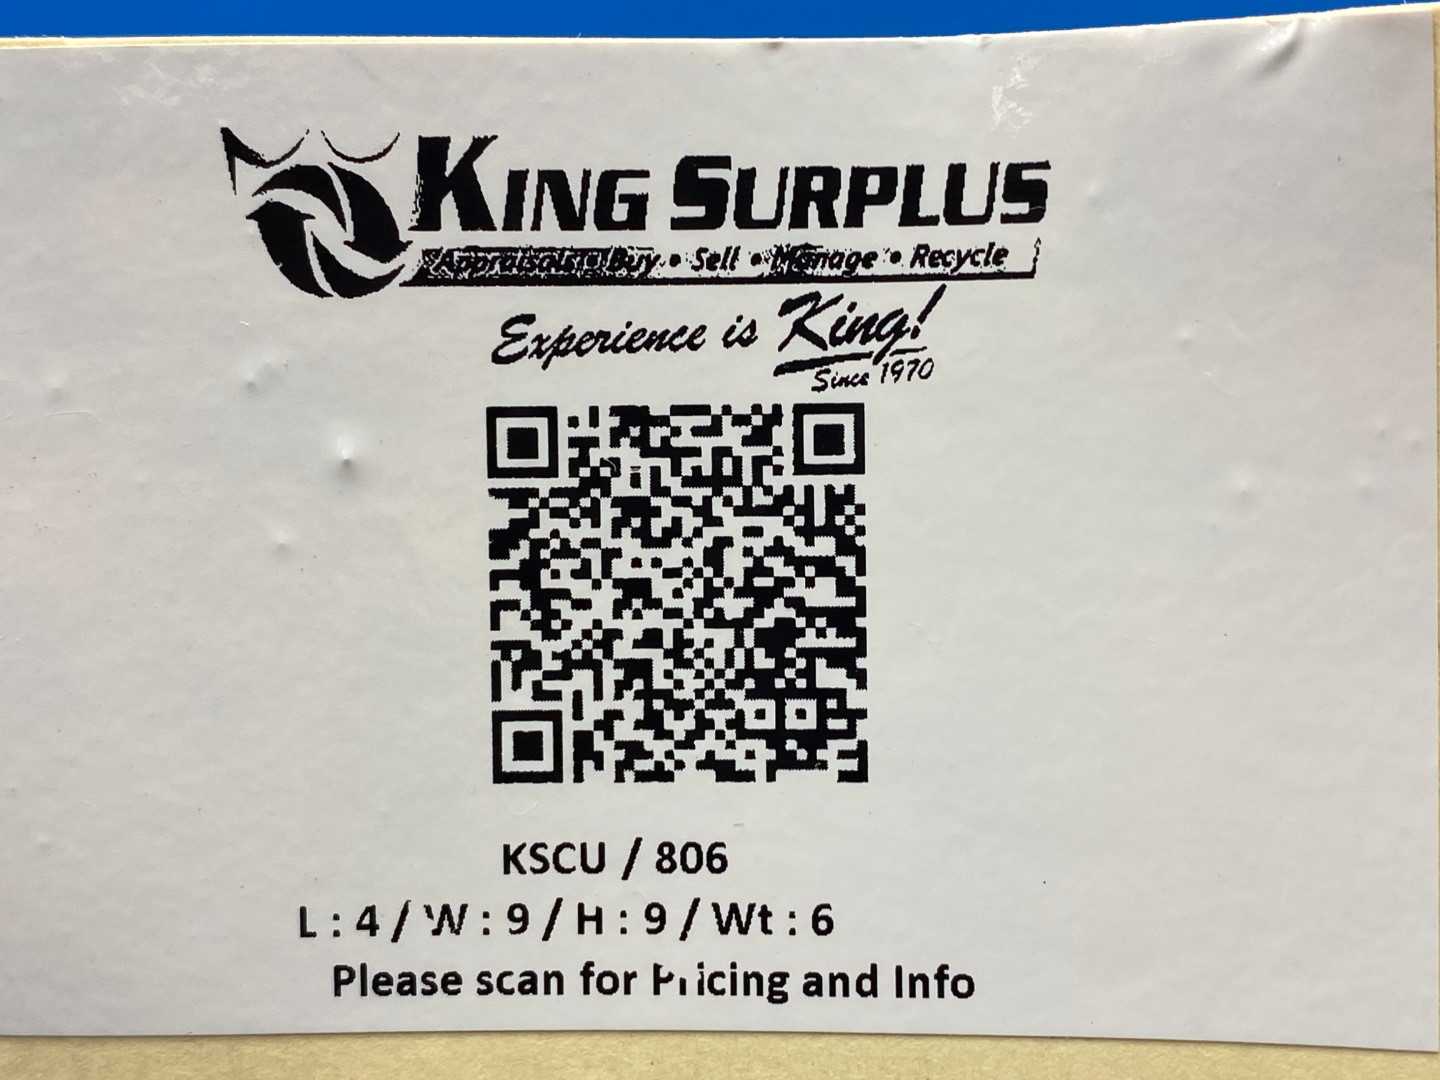 KING SURPLUS
Appraisals • Buy • Sell • Manage • Recycle
Experience is King!
Since 1970
KSCU / 806
L : 4 / W : 9 / H : 9 / Wt : 6
Please scan for Pricing and Info